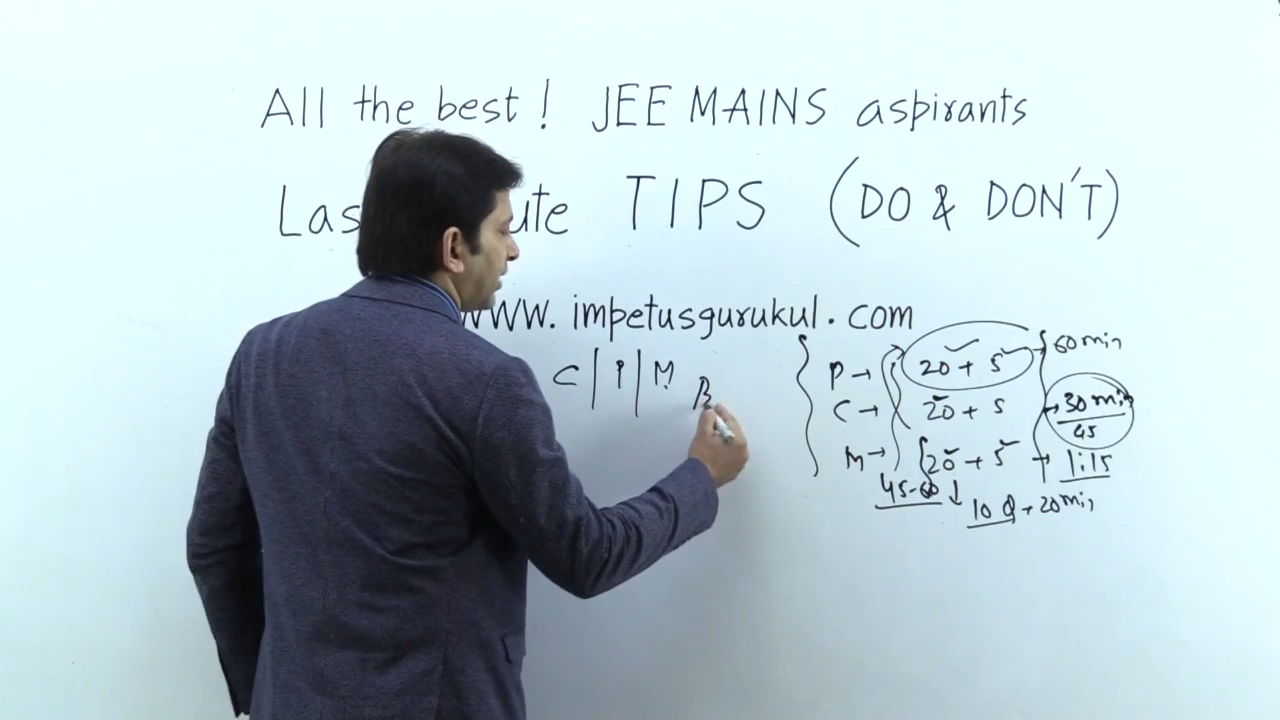 All the best! JEE MAINS aspirants
Las ute TIPS (DO & DON'T)
www. impetusgurukul. com
C | P | M B
P → 20 + 5 → 60 min
C → 20 + 5 → 30 min
45
M → 20 + 5 → 1:15
45-60 ↓ 10 Q → 20 min